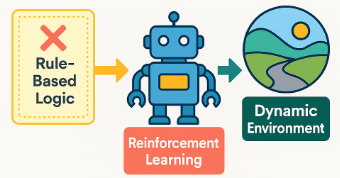 Rule-
Based
Logic
Reinforcement
Learning
Dynamic
Environment